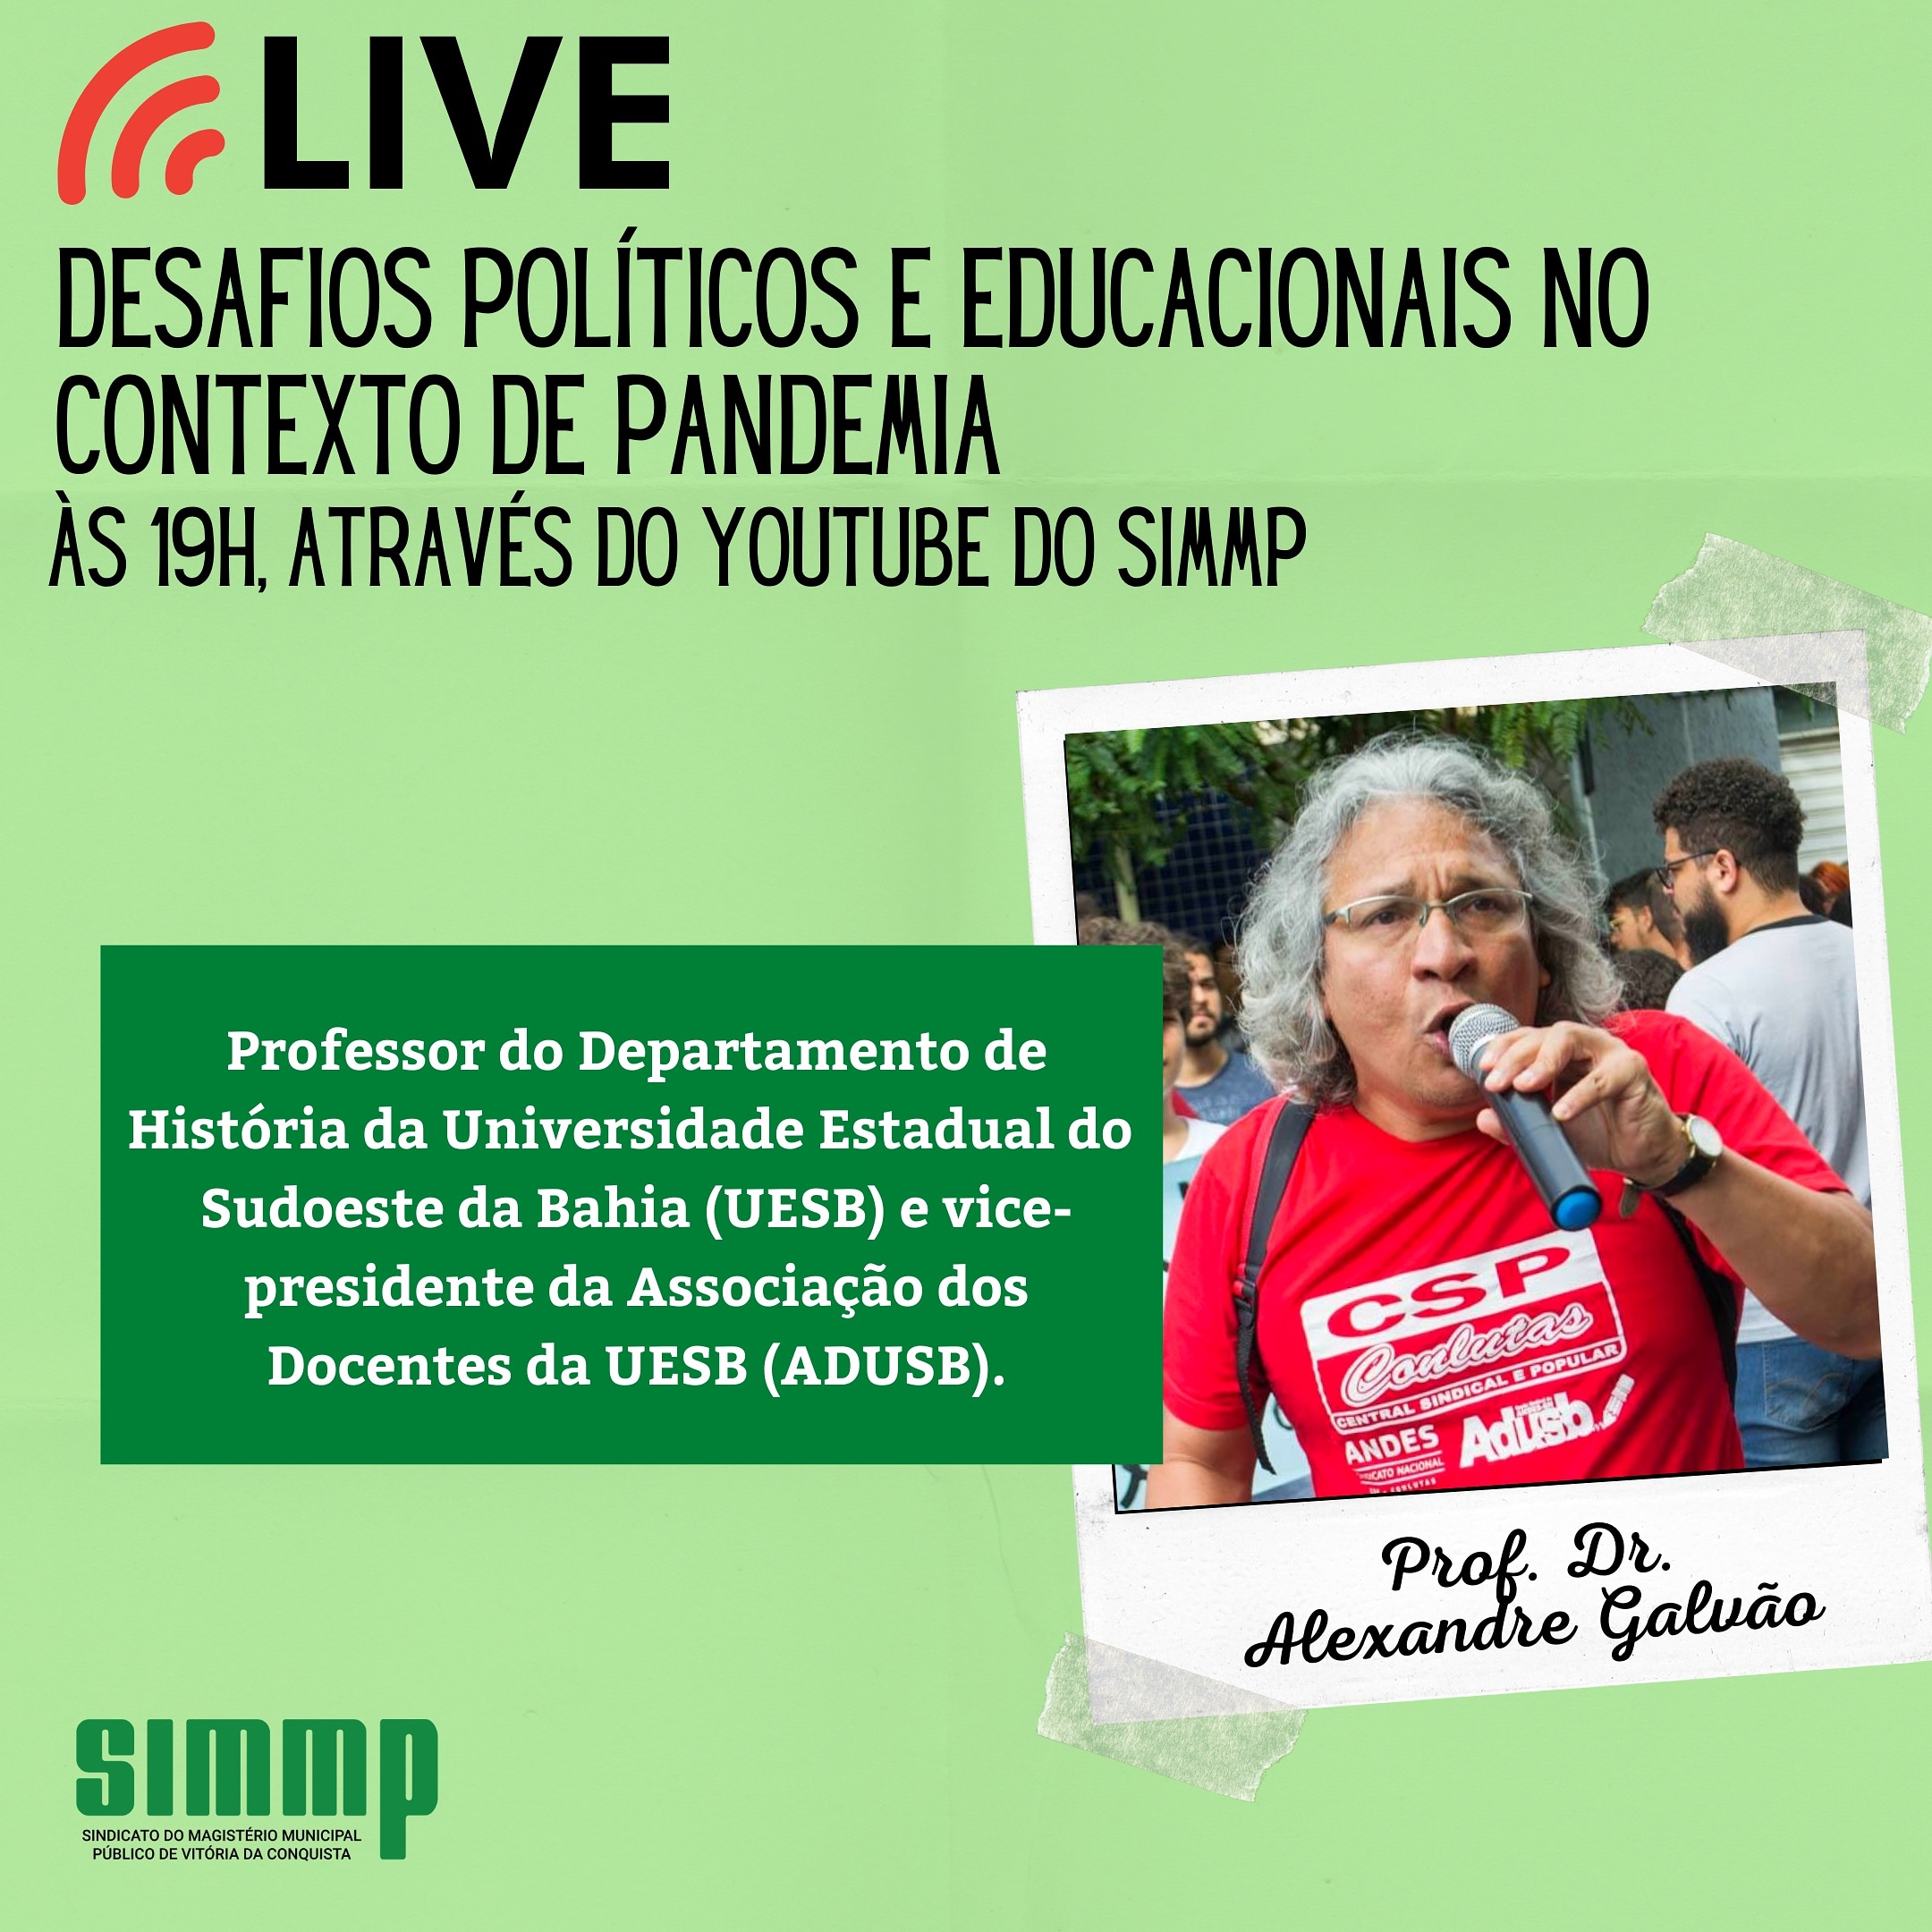 LIVE
DESAFIOS POLÍTICOS E EDUCACIONAIS NO
CONTEXTO DE PANDEMIA
ÀS 19H, ATRAVÉS DO YOUTUBE DO SIMMP
Professor do Departamento de
História da Universidade Estadual do
Sudoeste da Bahia (UESB) e vice-
presidente da Associação dos
Docentes da UESB (ADUSB).
CSP
Conlutas
CENTRAL SINDICAL E POPULAR
ANDES
Adusb
Prof. Dr.
Alexandre Galvão
simmp
SINDICATO DO MAGISTÉRIO MUNICIPAL
PÚBLICO DE VITÓRIA DA CONQUISTA